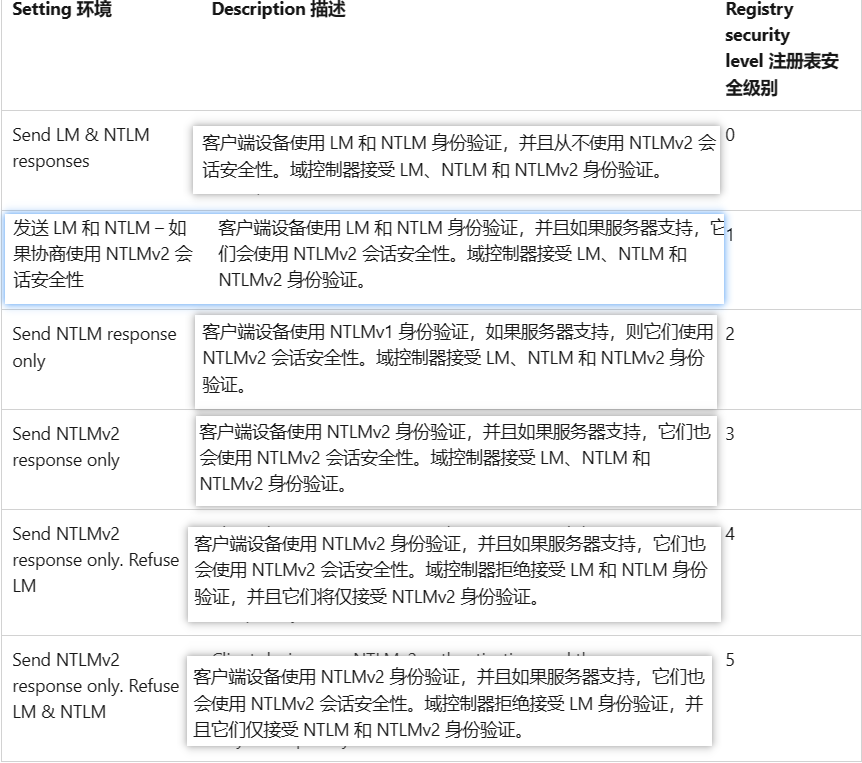 Setting 环境
Description 描述
Registry
security
level 注册表安
全级别
Send LM & NTLM
responses
客户端设备使用 LM 和 NTLM 身份验证，并且从不使用 NTLMv2 会
话安全性。域控制器接受 LM、NTLM 和 NTLMv2 身份验证。
0
发送 LM 和 NTLM – 如
果协商使用 NTLMv2 会
话安全性
客户端设备使用 LM 和 NTLM 身份验证，并且如果服务器支持，它
们会使用 NTLMv2 会话安全性。域控制器接受 LM、NTLM 和
NTLMv2 身份验证。
1
Send NTLM response
only
客户端设备使用 NTLMv1 身份验证，如果服务器支持，则它们使用
NTLMv2 会话安全性。域控制器接受 LM、NTLM 和 NTLMv2 身份
验证。
2
Send NTLMv2
response only
客户端设备使用 NTLMv2 身份验证，并且如果服务器支持，它们也
会使用 NTLMv2 会话安全性。域控制器接受 LM、NTLM 和
NTLMv2 身份验证。
3
Send NTLMv2
response only. Refuse
LM
客户端设备使用 NTLMv2 身份验证，并且如果服务器支持，它们也
会使用 NTLMv2 会话安全性。域控制器拒绝接受 LM 和 NTLM 身份
验证，并且它们将仅接受 NTLMv2 身份验证。
4
Send NTLMv2
response only. Refuse
LM & NTLM
客户端设备使用 NTLMv2 身份验证，并且如果服务器支持，它们也
会使用 NTLMv2 会话安全性。域控制器拒绝接受 LM 身份验证，并
且它们仅接受 NTLM 和 NTLMv2 身份验证。
5